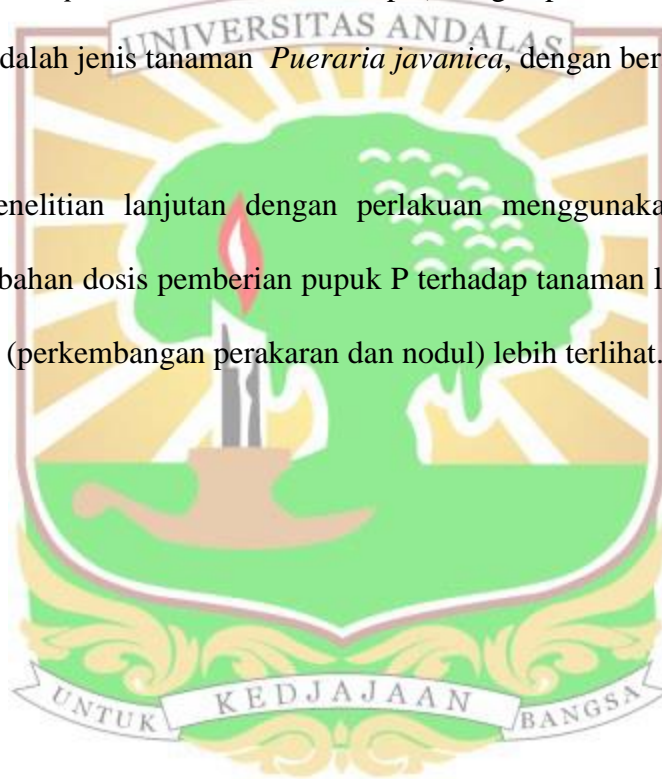 UNIVERSITAS ANDALAS
dalah jenis tanaman Pueraria javanica, dengan ber
enelitian lanjutan dengan perlakuan
bahan dosis pemberian pupuk P terhadap tanaman
(perkembangan perakaran dan nodul) lebih terlihat.
UNTUK KEDJAJAAN BANGSA